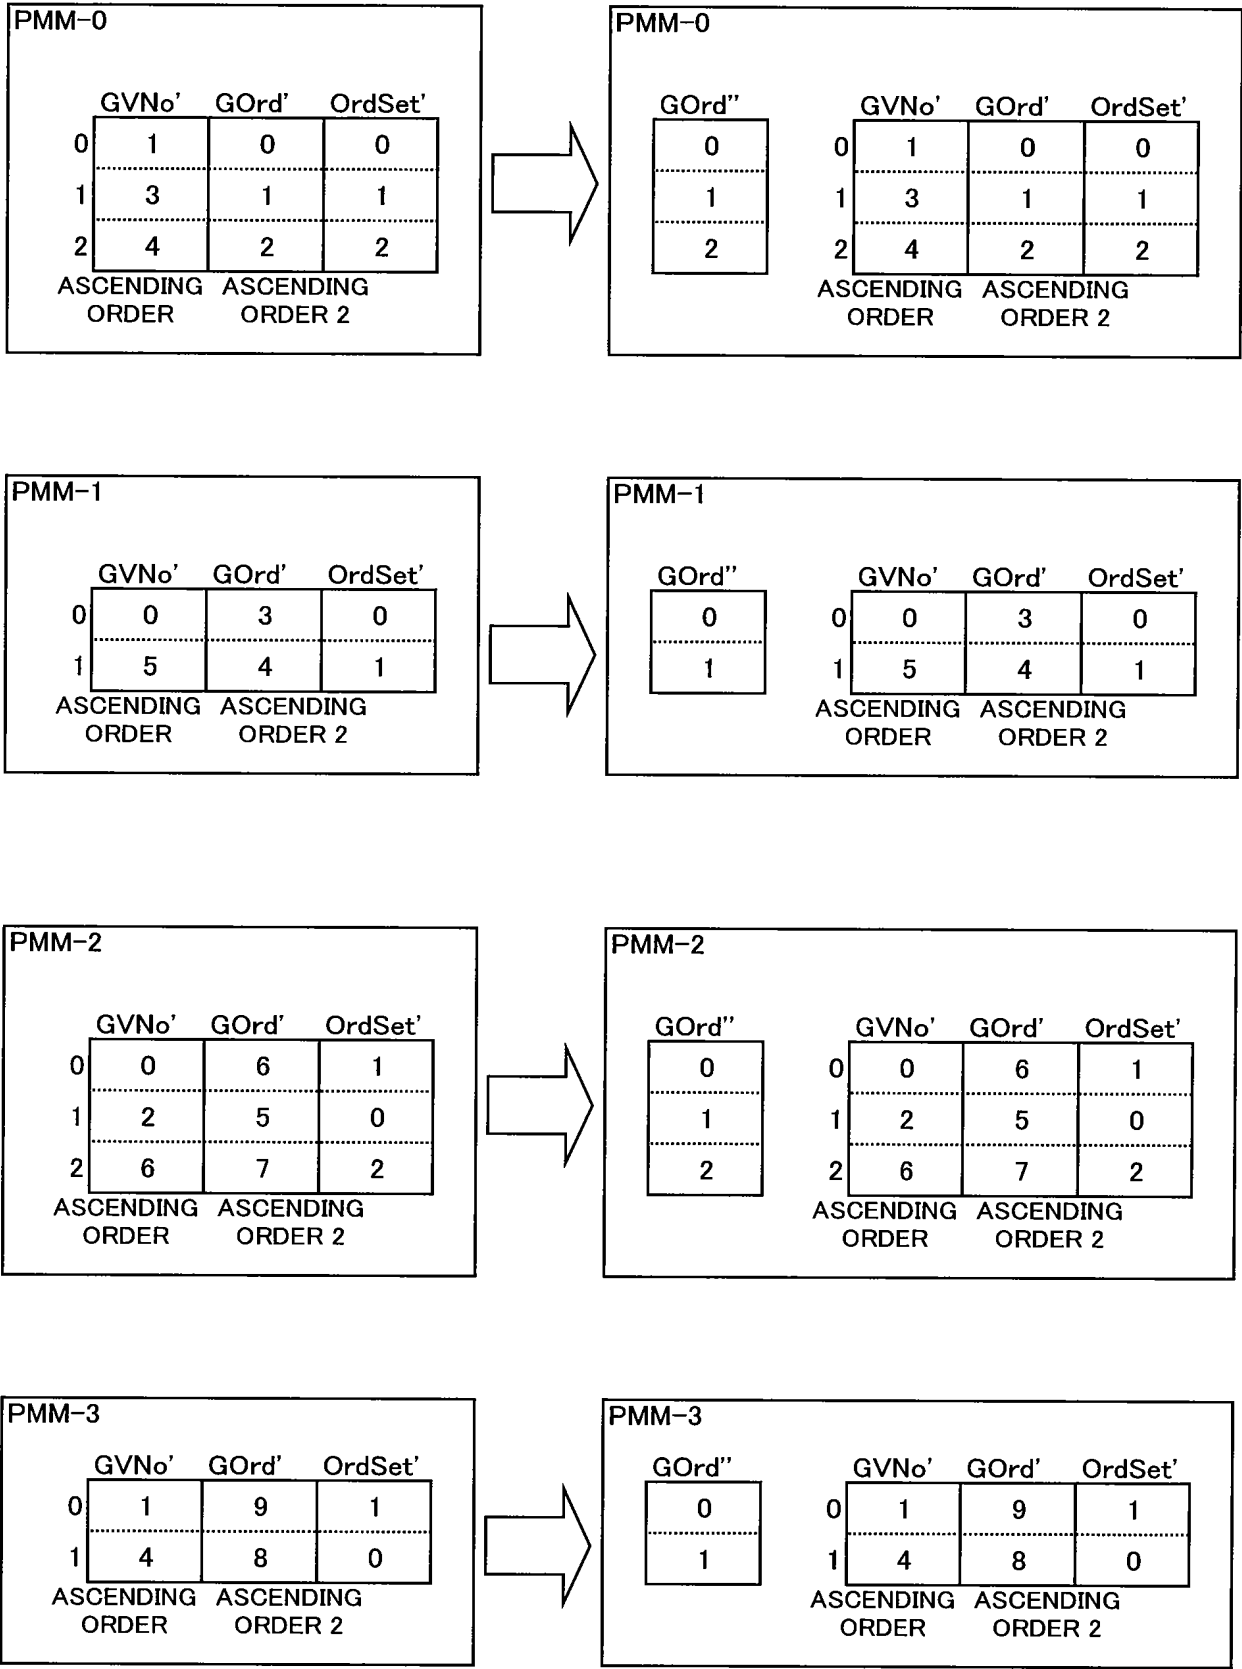 PMM-0
GVNo' GOrd' OrdSet'
0 1 0 0
1 3 1 1
2 4 2 2
ASCENDING ORDER ASCENDING ORDER 2
PMM-0
GOrd'' GVNo' GOrd' OrdSet'
0 0 1 0 0
1 1 3 1 1
2 2 4 2 2
ASCENDING ORDER ASCENDING ORDER 2
PMM-1
GVNo' GOrd' OrdSet'
0 0 3 0
1 5 4 1
ASCENDING ORDER ASCENDING ORDER 2
PMM-1
GOrd'' GVNo' GOrd' OrdSet'
0 0 0 3 0
1 1 5 4 1
ASCENDING ORDER ASCENDING ORDER 2
PMM-2
GVNo' GOrd' OrdSet'
0 0 6 1
1 2 5 0
2 6 7 2
ASCENDING ORDER ASCENDING ORDER 2
PMM-2
GOrd'' GVNo' GOrd' OrdSet'
0 0 0 6 1
1 1 2 5 0
2 2 6 7 2
ASCENDING ORDER ASCENDING ORDER 2
PMM-3
GVNo' GOrd' OrdSet'
0 1 9 1
1 4 8 0
ASCENDING ORDER ASCENDING ORDER 2
PMM-3
GOrd'' GVNo' GOrd' OrdSet'
0 0 1 9 1
1 1 4 8 0
ASCENDING ORDER ASCENDING ORDER 2